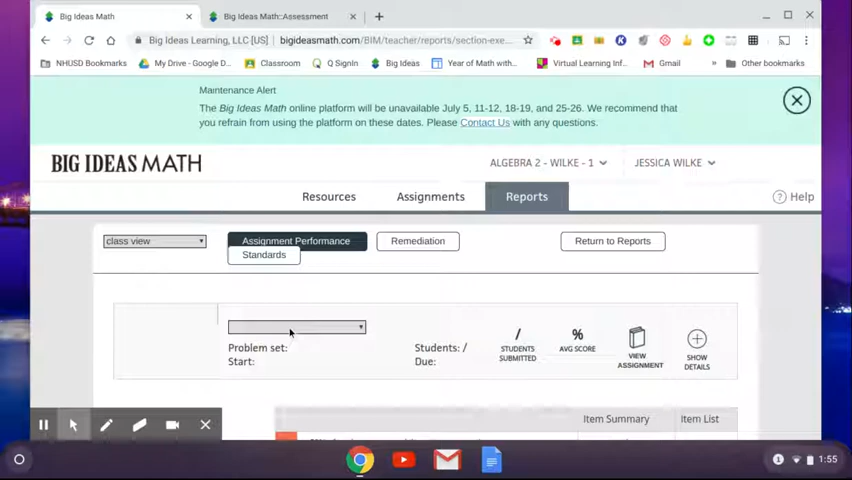 Big Ideas Math
Big Ideas Math::Assessment
Big Ideas Learning, LLC [US] | bigideasmath.com/BIM/teacher/reports/section-exe...
NHUSD Bookmarks
My Drive - Google D...
Classroom
Q SignIn
Big Ideas
Year of Math with...
Virtual Learning Inf...
Gmail
»
Other bookmarks
Maintenance Alert
The Big Ideas Math online platform will be unavailable July 5, 11-12, 18-19, and 25-26. We recommend that
you refrain from using the platform on these dates. Please Contact Us with any questions.
BIG IDEAS MATH
ALGEBRA 2 - WILKE - 1
JESSICA WILKE
Resources
Assignments
Reports
Help
class view
Assignment Performance
Remediation
Return to Reports
Standards
Problem set:
Start:
Students: /
Due:
/
STUDENTS
SUBMITTED
%
AVG SCORE
VIEW
ASSIGNMENT
SHOW
DETAILS
Item Summary
Item List
1
1:55